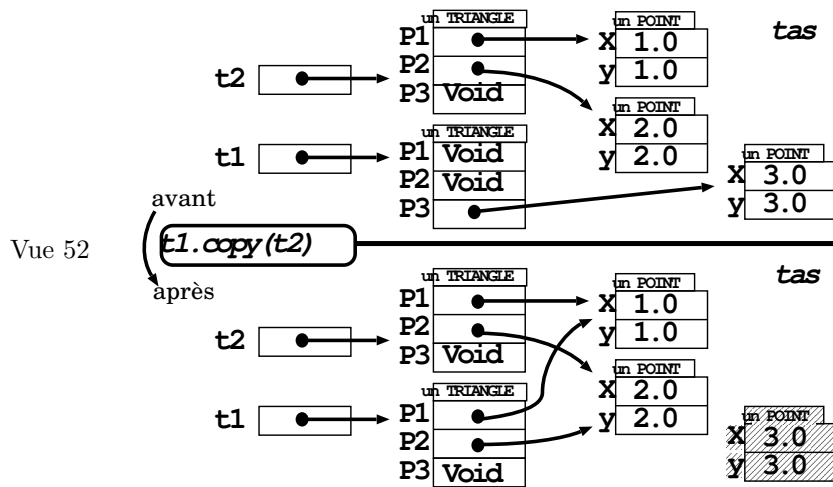 un TRIANGLE
un POINT
tas
P1
x 1.0
P2
y 1.0
t2
P3 Void
un POINT
un TRIANGLE
x 2.0
P1 Void
y 2.0
t1
un POINT
P2 Void
x 3.0
P3
y 3.0
avant
Vue 52
t1.copy(t2)
après
un TRIANGLE
un POINT
tas
P1
x 1.0
P2
y 1.0
t2
P3 Void
un POINT
un TRIANGLE
x 2.0
P1
y 2.0
t1
un POINT
P2
x 3.0
P3 Void
y 3.0